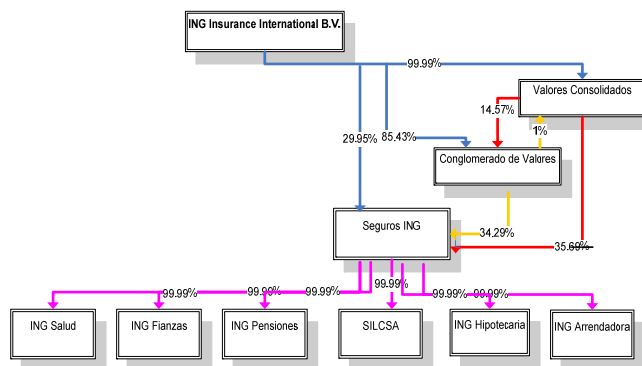 ING Insurance International B.V.
99.99%
Valores Consolidados
14.57%
1%
29.95%
85.43%
Conglomerado de Valores
Seguros ING
34.29%
35.69%
99.99%
99.99%
99.99%
99.99%
99.99%
99.99%
ING Salud
ING Fianzas
ING Pensiones
SILCSA
ING Hipotecaria
ING Arrendadora